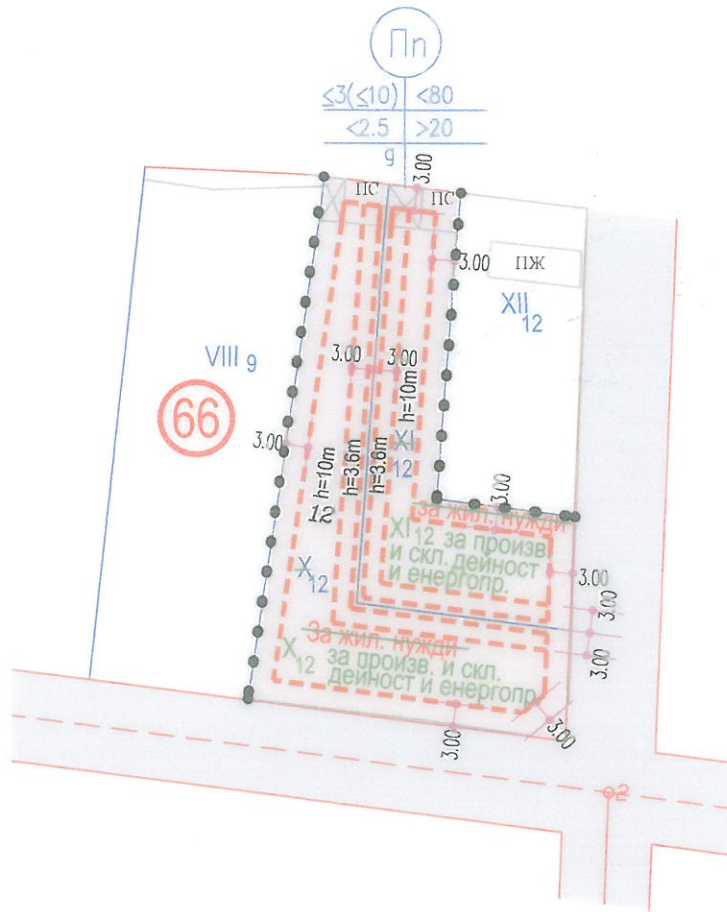 Пп
≤3(≤10) <80
<2.5 >20
g
3.00
ПС
ПС
3.00
ПЖ
XII 12
VIII 9
3.00
3.00
h=10m
66
XI 12
3.00
h=10m
h=3.6m
h=3.6m
12
3.00
за жил. нужди
XI 12 за произв.
и скл. дейност
и енергопр.
X 12
3.00
3.00
3.00
За жил. нужди
X 12 за произв. и скл.
дейност и енергопр.
3.00
3.00
2